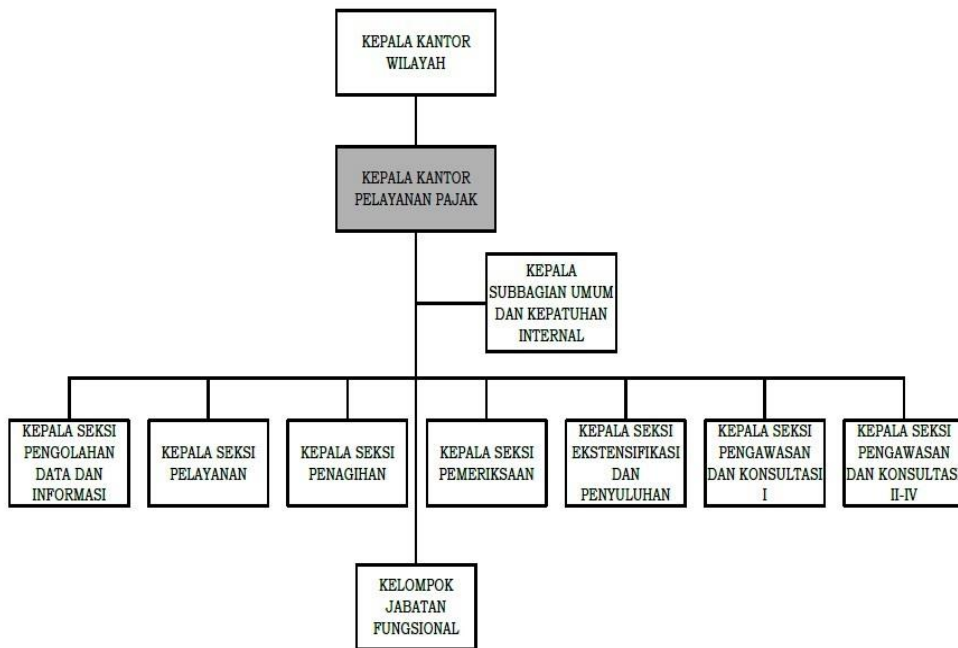 KEPALA KANTOR
WILAYAH
KEPALA KANTOR
PELAYANAN PAJAK
KEPALA
SUBBAGIAN UMUM
DAN KEPATUHAN
INTERNAL
KEPALA SEKSI
PENGOLAHAN
DATA DAN
INFORMASI
KEPALA SEKSI
PELAYANAN
KEPALA SEKSI
PENAGIHAN
KEPALA SEKSI
PEMERIKSAAN
KEPALA SEKSI
EKSTENSIFIKASI
DAN
PENYULUHAN
KEPALA SEKSI
PENGAWASAN
DAN KONSULTASI
I
KEPALA SEKSI
PENGAWASAN
DAN KONSULTASI
II-IV
KELOMPOK
JABATAN
FUNGSIONAL